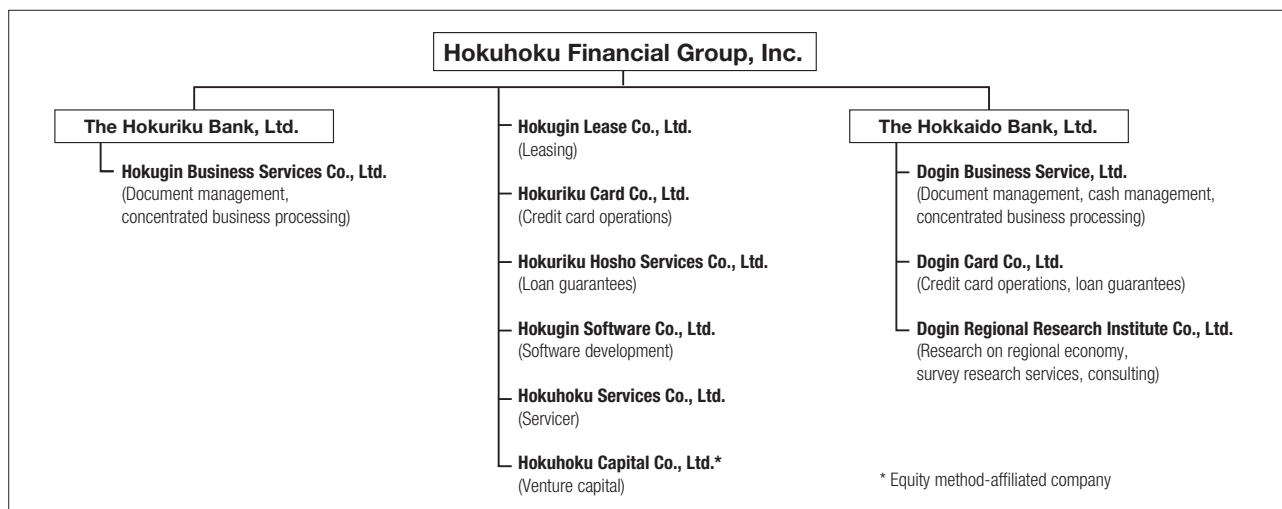 Hokuhoku Financial Group, Inc.
The Hokuriku Bank, Ltd.
Hokugin Business Services Co., Ltd.
(Document management,
concentrated business processing)
Hokugin Lease Co., Ltd.
(Leasing)
Hokuriku Card Co., Ltd.
(Credit card operations)
Hokuriku Hosho Services Co., Ltd.
(Loan guarantees)
Hokugin Software Co., Ltd.
(Software development)
Hokuhoku Services Co., Ltd.
(Servicer)
Hokuhoku Capital Co., Ltd.*
(Venture capital)
The Hokkaido Bank, Ltd.
Dogin Business Service, Ltd.
(Document management, cash management,
concentrated business processing)
Dogin Card Co., Ltd.
(Credit card operations, loan guarantees)
Dogin Regional Research Institute Co., Ltd.
(Research on regional economy,
survey research services, consulting)
* Equity method-affiliated company